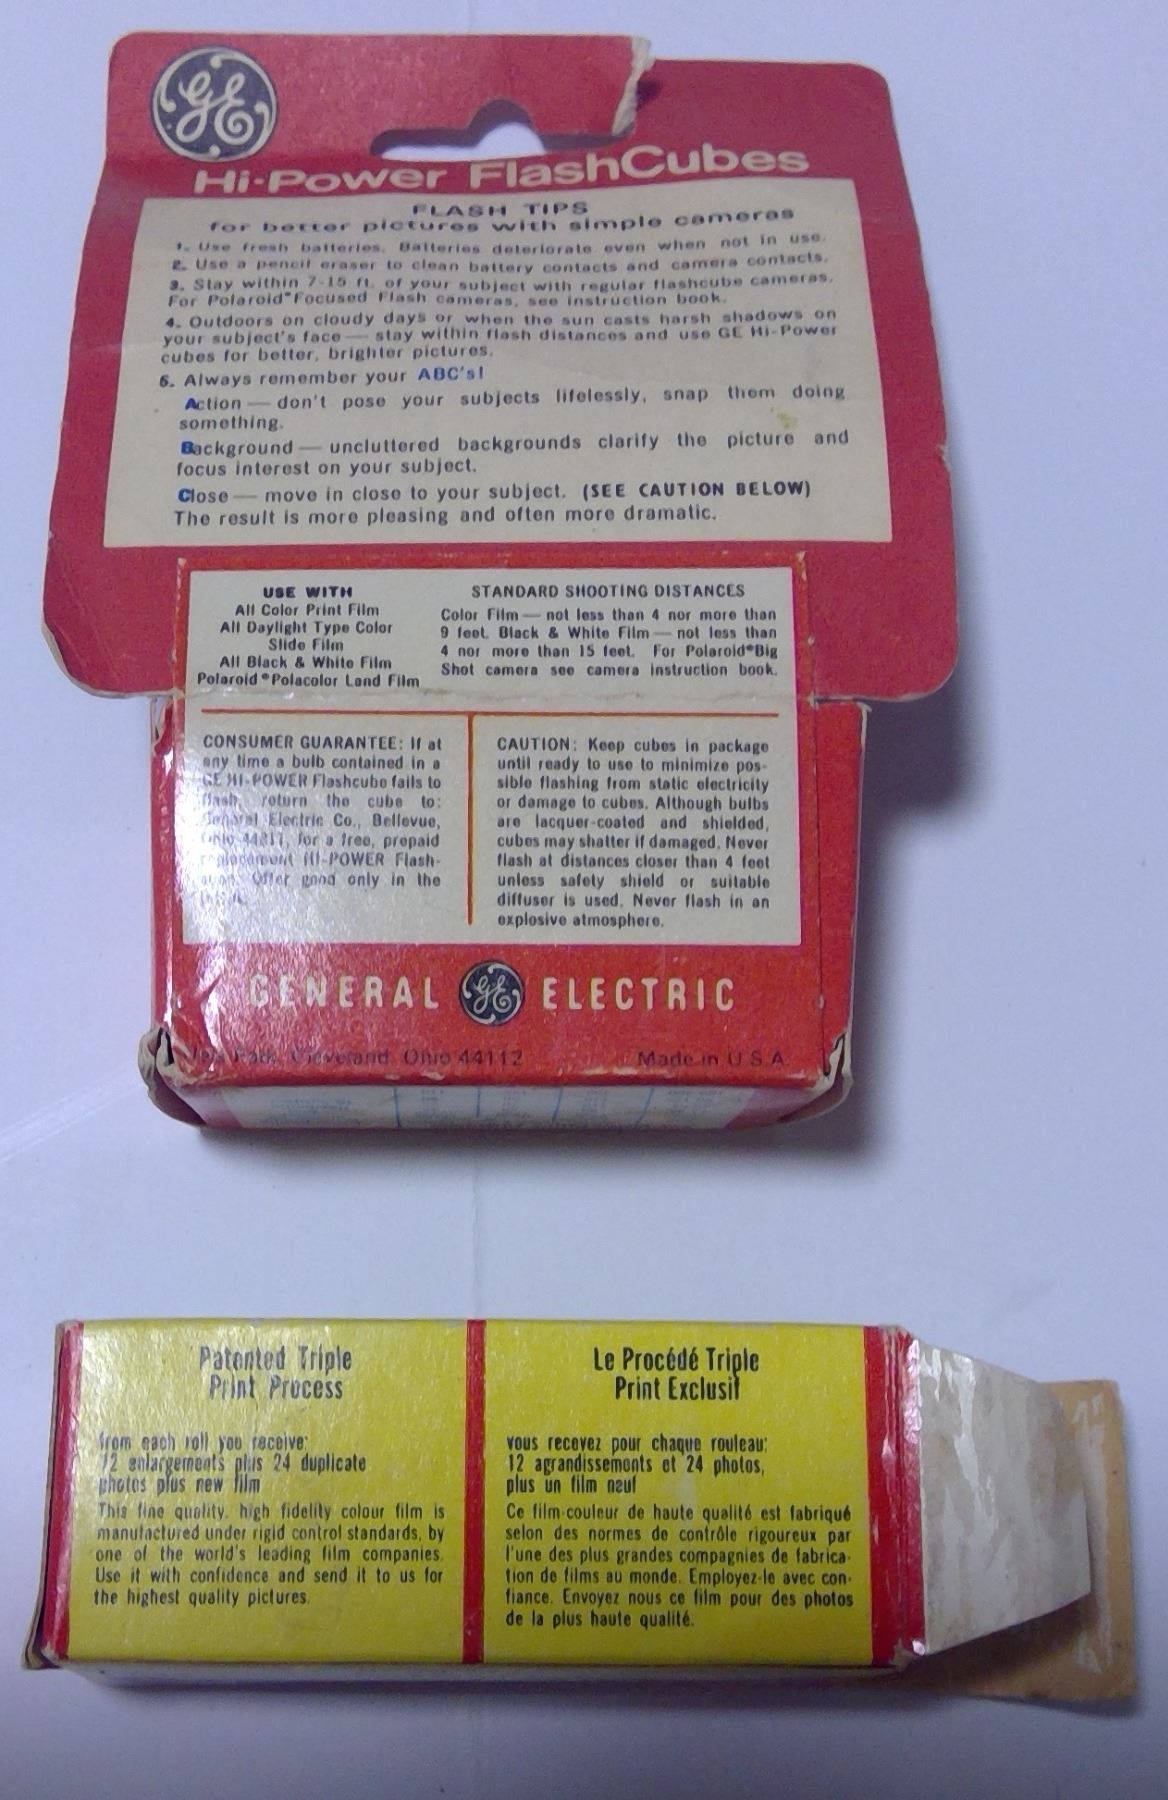 GE
Hi-Power FlashCubes
FLASH TIPS
for better pictures with simple cameras
1. Use fresh batteries. Batteries deteriorate even when not in use.
2. Use a pencil eraser to clean battery contacts and camera contacts.
3. Stay within 7-15 ft. of your subject with regular flashcube cameras.
For Polaroid® Focused Flash cameras, see instruction book.
4. Outdoors on cloudy days or when the sun casts harsh shadows on
your subject's face — stay within flash distances and use GE Hi-Power
cubes for better, brighter pictures.
5. Always remember your ABC's!
Action — don't pose your subjects lifelessly, snap them doing
something.
Background — uncluttered backgrounds clarify the picture and
focus interest on your subject.
Close — move in close to your subject. (SEE CAUTION BELOW)
The result is more pleasing and often more dramatic.
USE WITH
All Color Print Film
All Daylight Type Color
Slide Film
All Black & White Film
Polaroid® Polacolor Land Film
STANDARD SHOOTING DISTANCES
Color Film — not less than 4 nor more than
9 feet. Black & White Film — not less than
4 nor more than 15 feet. For Polaroid® Big
Shot camera see camera instruction book.
CONSUMER GUARANTEE: If at
any time a bulb contained in a
GE HI-POWER Flashcube fails to
flash, return the cube to:
General Electric Co., Bellevue,
Ohio 44811, for a free, prepaid
replacement HI-POWER Flash-
Offer good only in the
CAUTION: Keep cubes in package
until ready to use to minimize pos-
sible flashing from static electricity
or damage to cubes. Although bulbs
are lacquer-coated and shielded,
cubes may shatter if damaged. Never
flash at distances closer than 4 feet
unless safety shield or suitable
diffuser is used. Never flash in an
explosive atmosphere.
GENERAL GE ELECTRIC
Park, Cleveland, Ohio 44112 Made in U.S.A.
Patented Triple
Print Process
from each roll you receive:
12 enlargements plus 24 duplicate
photos plus new film
This fine quality, high fidelity colour film is
manufactured under rigid control standards, by
one of the world's leading film companies.
Use it with confidence and send it to us for
the highest quality pictures.
Le Procédé Triple
Print Exclusif
vous recevez pour chaque rouleau:
12 agrandissements et 24 photos,
plus un film neuf
Ce film-couleur de haute qualité est fabriqué
selon des normes de contrôle rigoureux par
l'une des plus grandes compagnies de fabrica-
tion de films au monde. Employez-le avec con-
fiance. Envoyez nous ce film pour des photos
de la plus haute qualité.